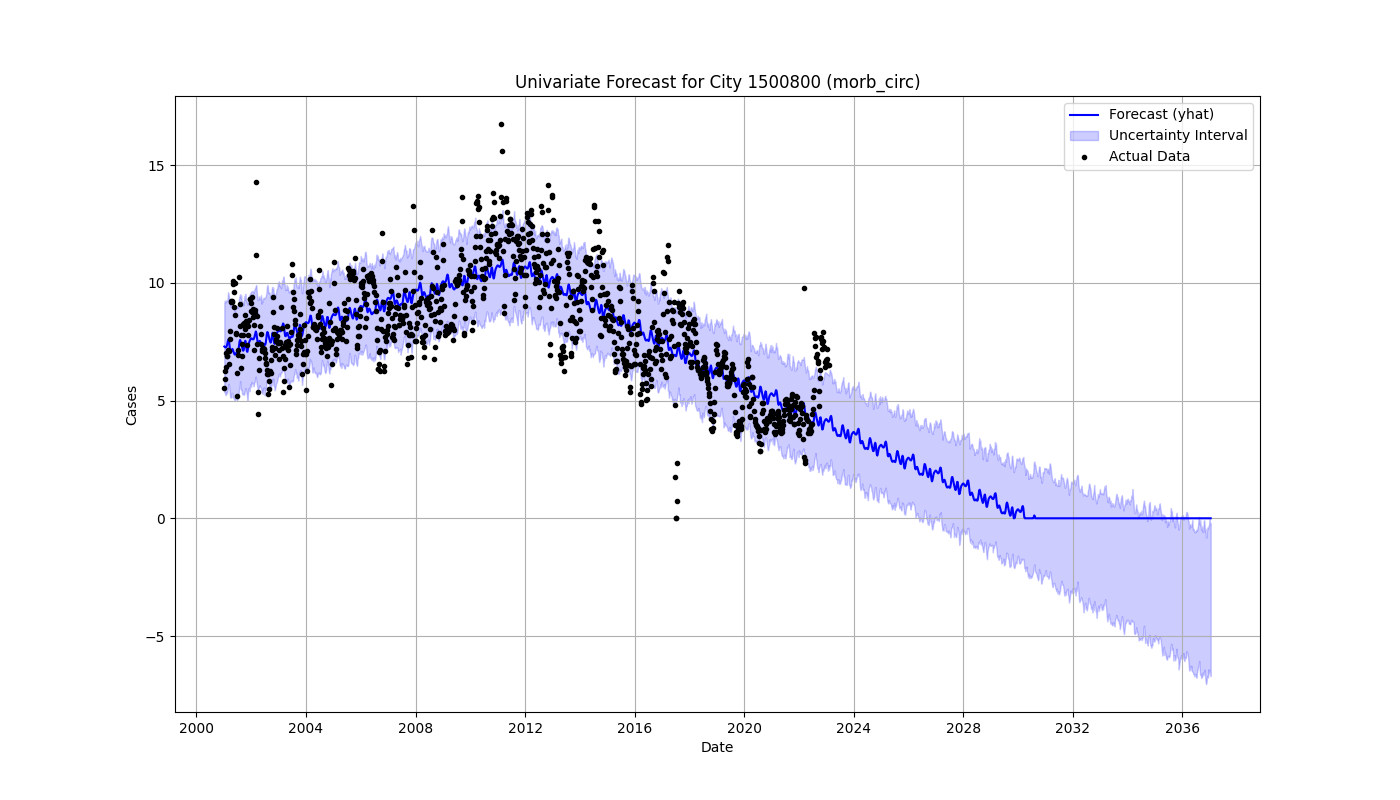 Univariate Forecast for City 1500800 (morb_circ)
Forecast (yhat)
Uncertainty Interval
Actual Data
Cases
15
10
5
0
−5
2000 2004 2008 2012 2016 2020 2024 2028 2032 2036
Date